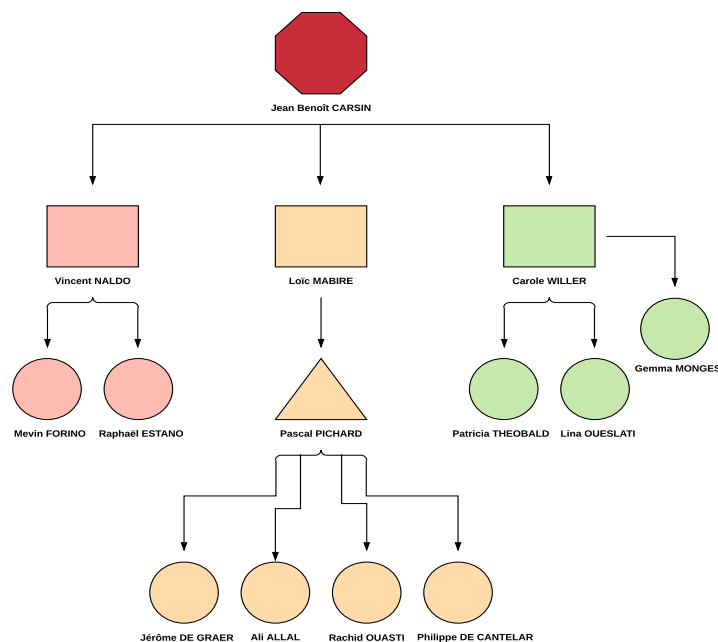 Jean Benoît CARSIN
Vincent NALDO
Loïc MABIRE
Carole WILLER
Gemma MONGES
Mevin FORINO
Raphaël ESTANO
Pascal PICHARD
Patricia THEOBALD
Lina OUESLATI
Jérôme DE GRAER
Ali ALLAL
Rachid OUASTI
Philippe DE CANTELAR